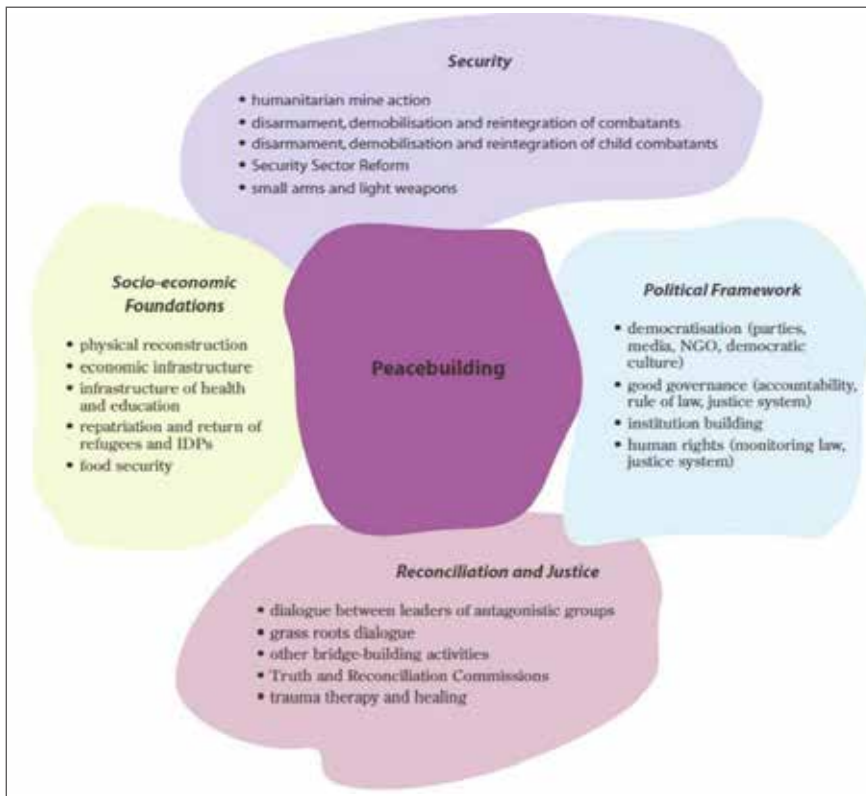 Security
• humanitarian mine action
• disarmament, demobilisation and reintegration of combatants
• disarmament, demobilisation and reintegration of child combatants
• Security Sector Reform
• small arms and light weapons
Socio-economic
Foundations
• physical reconstruction
• economic infrastructure
• infrastructure of health
and education
• repatriation and return of
refugees and IDPs
• food security
Peacebuilding
Political Framework
• democratisation (parties,
media, NGO, democratic
culture)
• good governance (accountability,
rule of law, justice system)
• institution building
• human rights (monitoring law,
justice system)
Reconciliation and Justice
• dialogue between leaders of antagonistic groups
• grass roots dialogue
• other bridge-building activities
• Truth and Reconciliation Commissions
• trauma therapy and healing